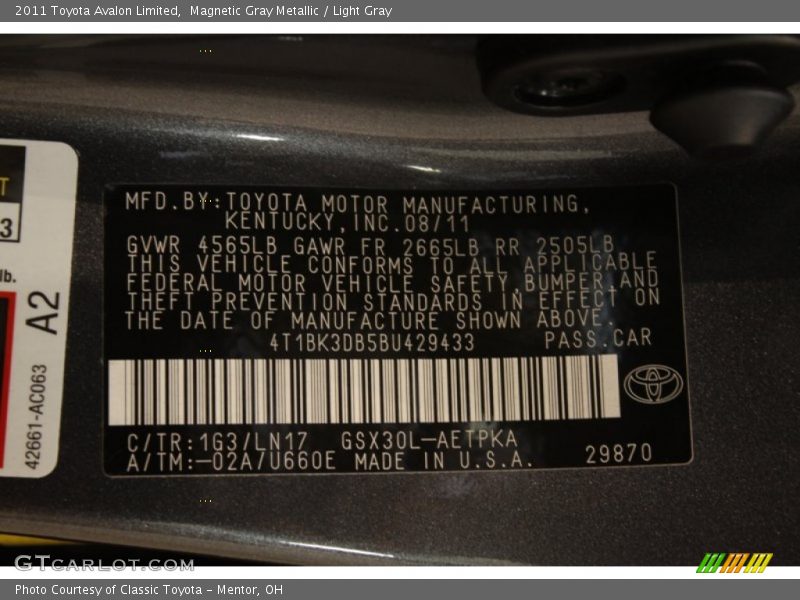 2011 Toyota Avalon Limited, Magnetic Gray Metallic / Light Gray
T
3
lb.
A2
42661-AC063
MFD.BY:TOYOTA MOTOR MANUFACTURING,
KENTUCKY,INC.08/11
GVWR 4565LB GAWR FR 2665LB RR 2505LB
THIS VEHICLE CONFORMS TO ALL APPLICABLE
FEDERAL MOTOR VEHICLE SAFETY,BUMPER,AND
THEFT PREVENTION STANDARDS IN EFFECT ON
THE DATE OF MANUFACTURE SHOWN ABOVE.
4T1BK3DB5BU429433 PASS.CAR
C/TR:1G3/LN17 GSX30L-AETPKA
A/TM:-02A/U660E MADE IN U.S.A. 29870
GTCARLOT.COM
Photo Courtesy of Classic Toyota - Mentor, OH